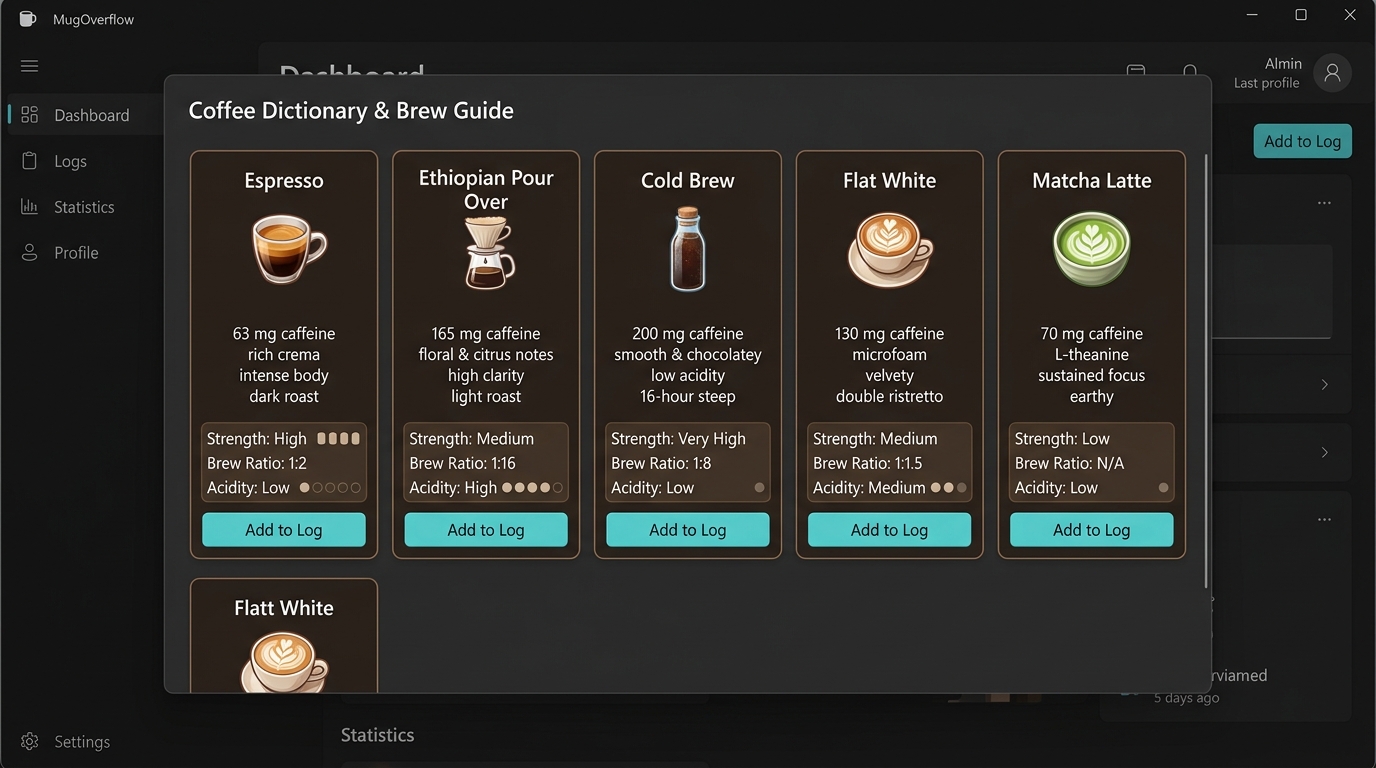 MugOverflow
Dashboard
Almin
Last profile
Dashboard
Logs
Statistics
Profile
Settings
Add to Log
Coffee Dictionary & Brew Guide
Espresso
63 mg caffeine
rich crema
intense body
dark roast
Strength: High
Brew Ratio: 1:2
Acidity: Low
Add to Log
Ethiopian Pour
Over
165 mg caffeine
floral & citrus notes
high clarity
light roast
Strength: Medium
Brew Ratio: 1:16
Acidity: High
Add to Log
Cold Brew
200 mg caffeine
smooth & chocolatey
low acidity
16-hour steep
Strength: Very High
Brew Ratio: 1:8
Acidity: Low
Add to Log
Flat White
130 mg caffeine
microfoam
velvety
double ristretto
Strength: Medium
Brew Ratio: 1:1.5
Acidity: Medium
Add to Log
Matcha Latte
70 mg caffeine
L-theanine
sustained focus
earthy
Strength: Low
Brew Ratio: N/A
Acidity: Low
Add to Log
Flatt White
rviamed
5 days ago
Statistics